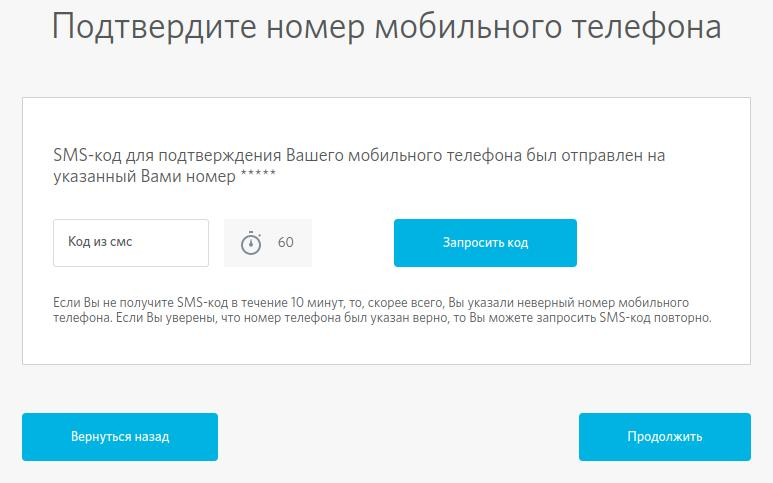 Подтвердите номер мобильного телефона
SMS-код для подтверждения Вашего мобильного телефона был отправлен на
указанный Вами номер *****
Код из смс
60
Запросить код
Если Вы не получите SMS-код в течение 10 минут, то, скорее всего, Вы указали неверный номер мобильного
телефона. Если Вы уверены, что номер телефона был указан верно, то Вы можете запросить SMS-код повторно.
Вернуться назад
Продолжить